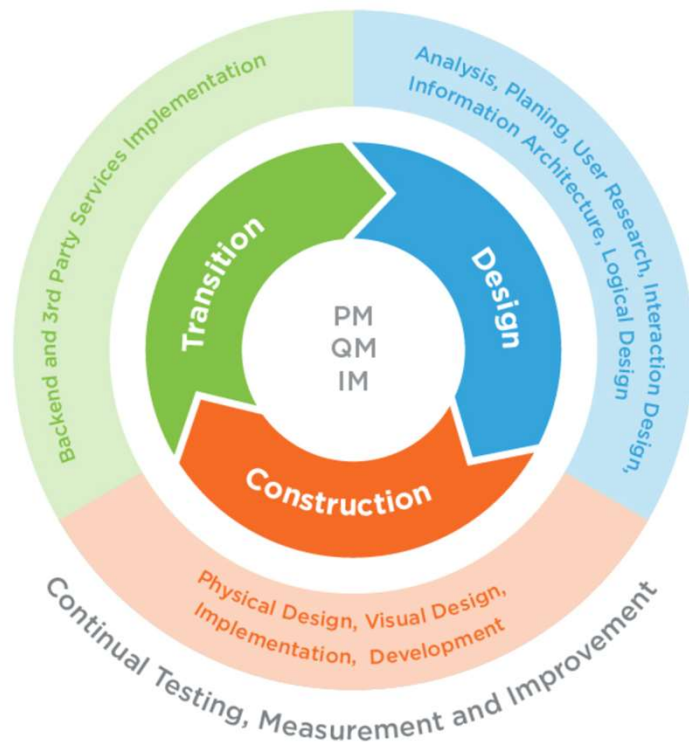 Backend and 3rd Party Services Implementation
Analysis, Planing, User Research, Interaction Design,
Information Architecture, Logical Design
Transition
Design
PM
QM
IM
Construction
Physical Design, Visual Design,
Implementation, Development
Continual Testing, Measurement and Improvement